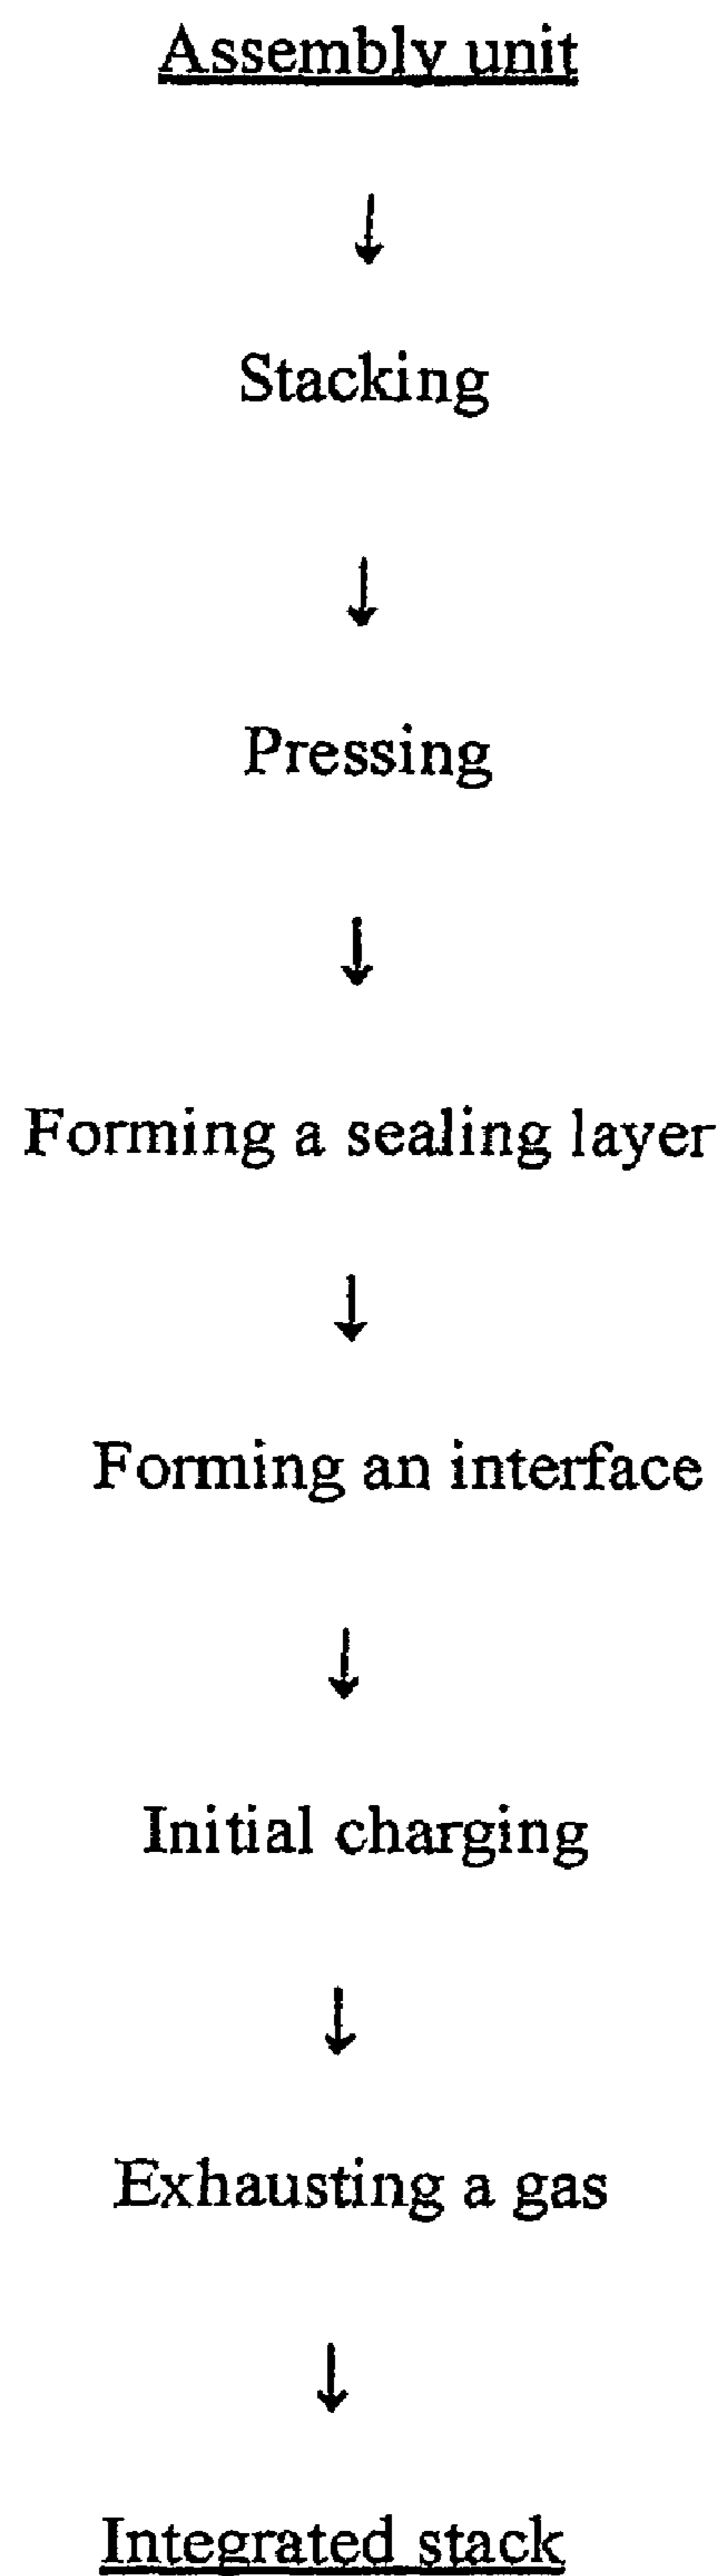 Assembly unit
↓
Stacking
↓
Pressing
↓
Forming a sealing layer
↓
Forming an interface
↓
Initial charging
↓
Exhausting a gas
↓
Integrated stack